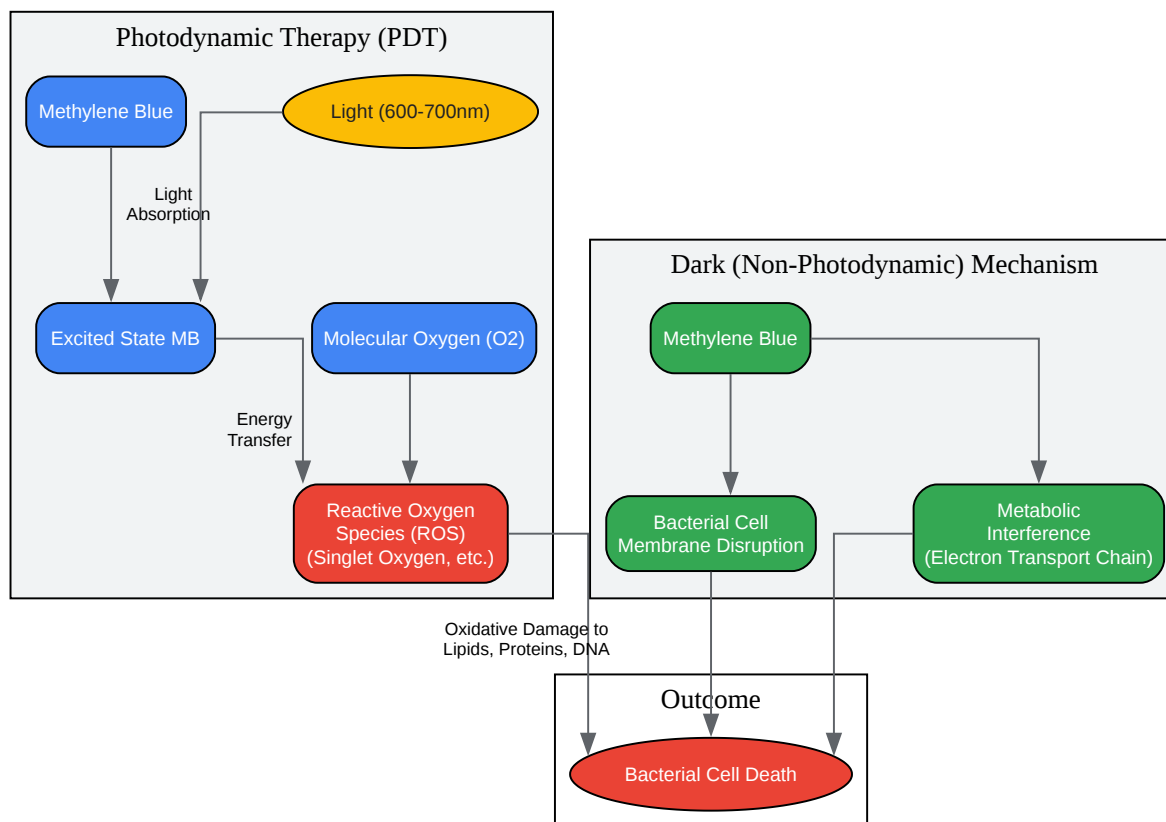 Photodynamic Therapy (PDT)
Methylene Blue
Light (600-700nm)
Light
Absorption
Excited State MB
Molecular Oxygen (O2)
Energy
Transfer
Reactive Oxygen
Species (ROS)
(Singlet Oxygen, etc.)
Dark (Non-Photodynamic) Mechanism
Methylene Blue
Bacterial Cell
Membrane Disruption
Metabolic
Interference
(Electron Transport Chain)
Oxidative Damage to
Lipids, Proteins, DNA
Outcome
Bacterial Cell Death